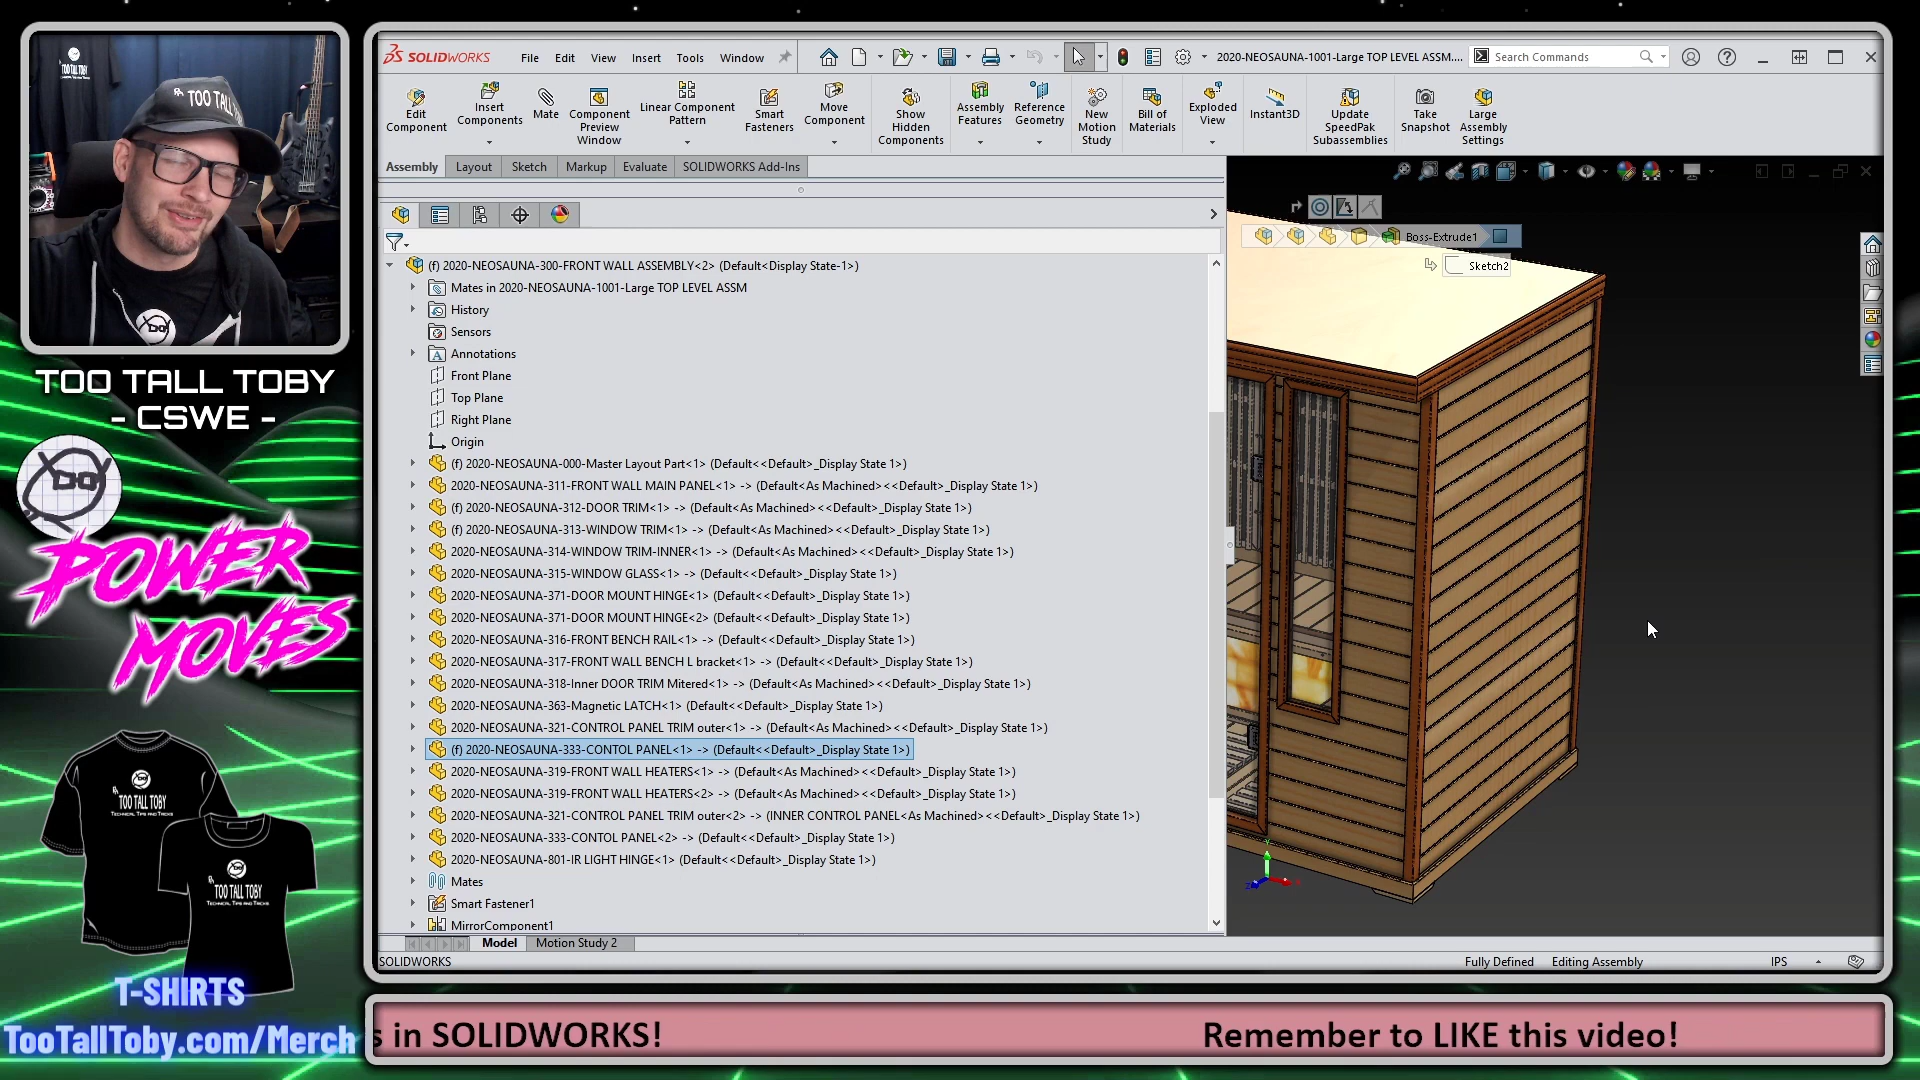 TOO TALL TOBY
- CSWE -
POWER
MOVES
TOO TALL TOBY
TECHNICAL TIPS AND TRICKS
TOO TALL TOBY
TECHNICAL TIPS AND TRICKS
T-SHIRTS
TooTallToby.com/Merch
SOLIDWORKS
File Edit View Insert Tools Window
2020-NEOSAUNA-1001-Large TOP LEVEL ASSM....
Search Commands
Edit Component
Insert Components
Mate
Component Preview Window
Linear Component Pattern
Smart Fasteners
Move Component
Show Hidden Components
Assembly Features
Reference Geometry
New Motion Study
Bill of Materials
Exploded View
Instant3D
Update SpeedPak Subassemblies
Take Snapshot
Large Assembly Settings
Assembly Layout Sketch Markup Evaluate SOLIDWORKS Add-Ins
Boss-Extrude1
Sketch2
(f) 2020-NEOSAUNA-300-FRONT WALL ASSEMBLY<2> (Default<Display State-1>)
Mates in 2020-NEOSAUNA-1001-Large TOP LEVEL ASSM
History
Sensors
Annotations
Front Plane
Top Plane
Right Plane
Origin
(f) 2020-NEOSAUNA-000-Master Layout Part<1> (Default<<Default>_Display State 1>)
2020-NEOSAUNA-311-FRONT WALL MAIN PANEL<1> -> (Default<As Machined><<Default>_Display State 1>)
2020-NEOSAUNA-312-DOOR TRIM<1> -> (Default<As Machined><<Default>_Display State 1>)
(f) 2020-NEOSAUNA-313-WINDOW TRIM<1> -> (Default<As Machined><<Default>_Display State 1>)
2020-NEOSAUNA-314-WINDOW TRIM-INNER<1> -> (Default<As Machined><<Default>_Display State 1>)
2020-NEOSAUNA-315-WINDOW GLASS<1> -> (Default<<Default>_Display State 1>)
2020-NEOSAUNA-371-DOOR MOUNT HINGE<1> (Default<<Default>_Display State 1>)
2020-NEOSAUNA-371-DOOR MOUNT HINGE<2> (Default<<Default>_Display State 1>)
2020-NEOSAUNA-316-FRONT BENCH RAIL<1> -> (Default<<Default>_Display State 1>)
2020-NEOSAUNA-317-FRONT WALL BENCH L bracket<1> -> (Default<<Default>_Display State 1>)
2020-NEOSAUNA-318-Inner DOOR TRIM Mitered<1> -> (Default<As Machined><<Default>_Display State 1>)
2020-NEOSAUNA-363-Magnetic LATCH<1> (Default<<Default>_Display State 1>)
2020-NEOSAUNA-321-CONTROL PANEL TRIM outer<1> -> (Default<As Machined><<Default>_Display State 1>)
(f) 2020-NEOSAUNA-333-CONTOL PANEL<1> -> (Default<<Default>_Display State 1>)
2020-NEOSAUNA-319-FRONT WALL HEATERS<1> -> (Default<As Machined><<Default>_Display State 1>)
2020-NEOSAUNA-319-FRONT WALL HEATERS<2> -> (Default<As Machined><<Default>_Display State 1>)
2020-NEOSAUNA-321-CONTROL PANEL TRIM outer<2> -> (INNER CONTROL PANEL<As Machined><<Default>_Display State 1>)
2020-NEOSAUNA-333-CONTOL PANEL<2> -> (Default<<Default>_Display State 1>)
2020-NEOSAUNA-801-IR LIGHT HINGE<1> (Default<<Default>_Display State 1>)
Mates
Smart Fastener1
MirrorComponent1
Model Motion Study 2
SOLIDWORKS
Fully Defined Editing Assembly IPS
s in SOLIDWORKS! Remember to LIKE this video!